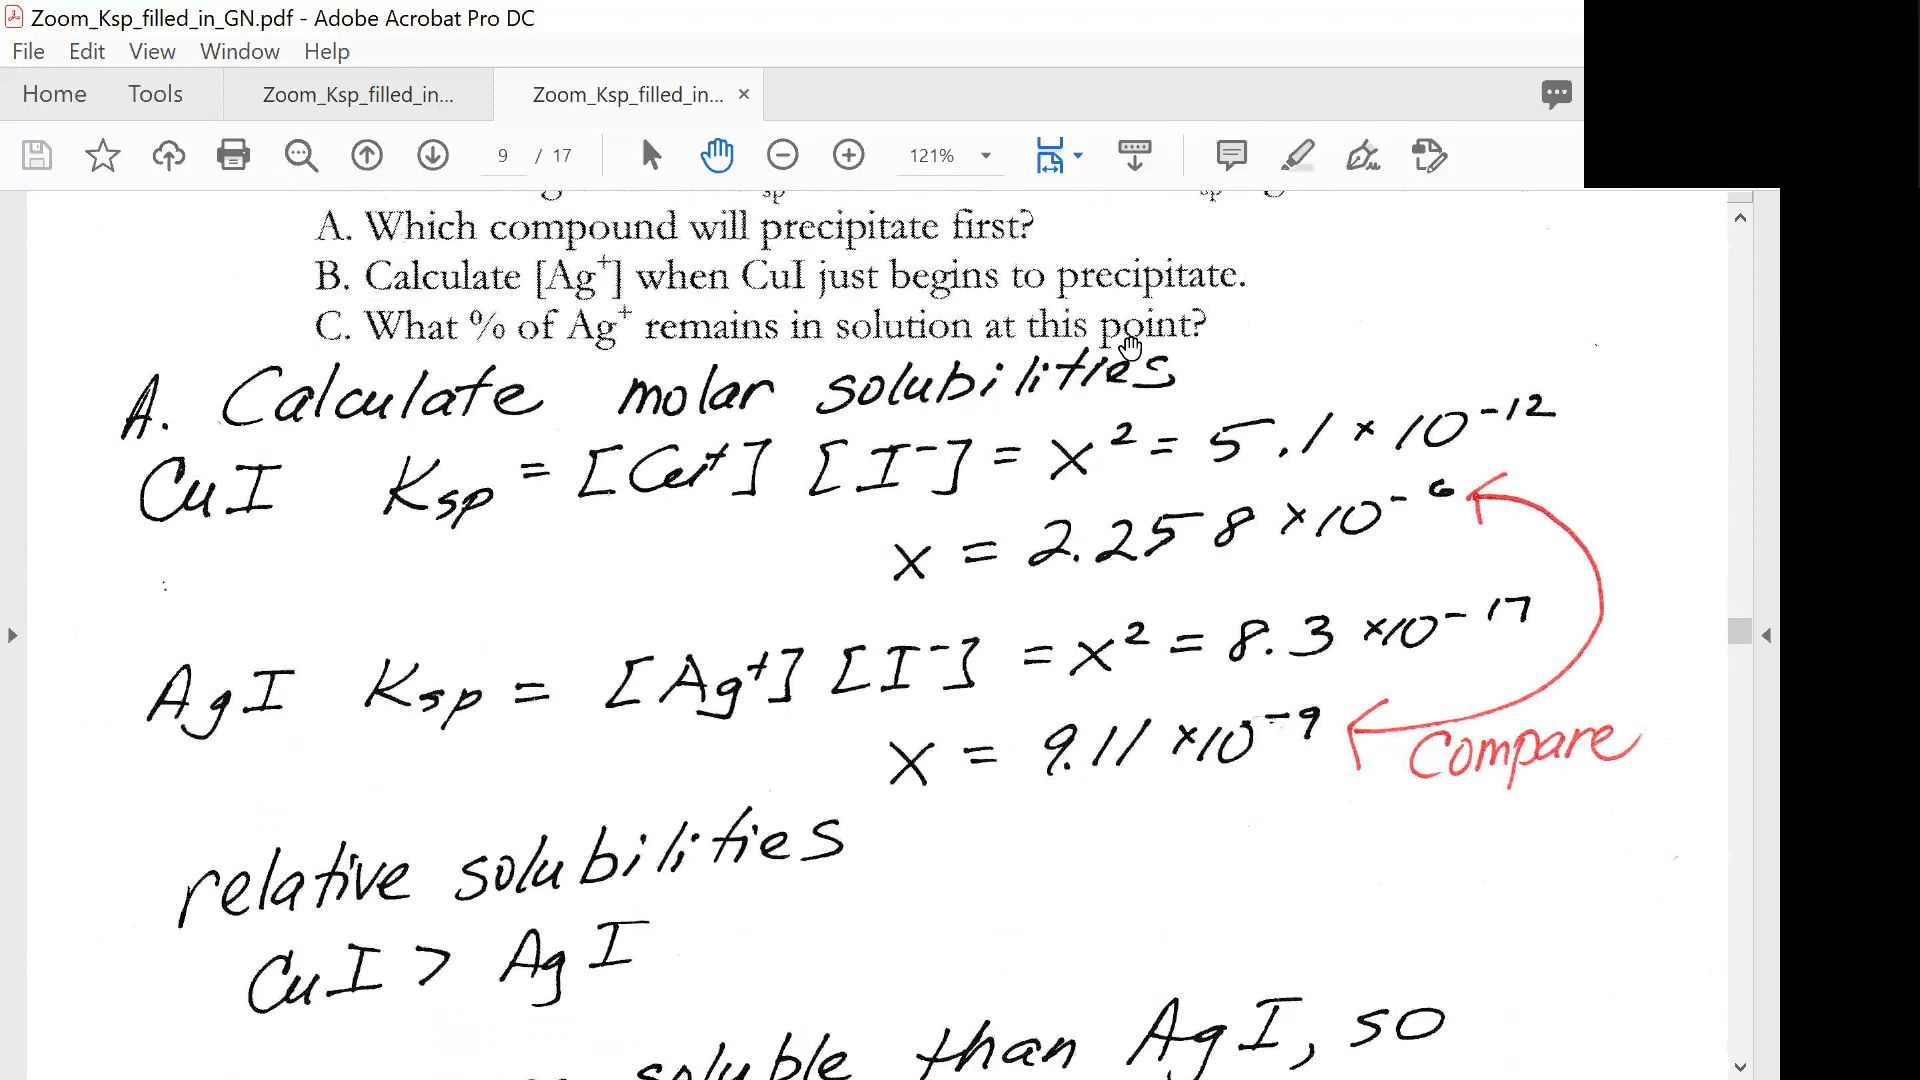 Zoom_Ksp_filled_in_GN.pdf - Adobe Acrobat Pro DC
File Edit View Window Help
Home Tools Zoom_Ksp_filled_in... Zoom_Ksp_filled_in... ×
9 / 17 121%
A. Which compound will precipitate first?
B. Calculate [Ag⁺] when CuI just begins to precipitate.
C. What % of Ag⁺ remains in solution at this point?
A. Calculate molar solubilities
CuI Ksp = [Cu⁺] [I⁻] = x² = 5.1 × 10⁻¹²
x = 2.258 × 10⁻⁶
AgI Ksp = [Ag⁺] [I⁻] = x² = 8.3 × 10⁻¹⁷
x = 9.11 × 10⁻⁹
Compare
relative solubilities
CuI > AgI
soluble than AgI, so